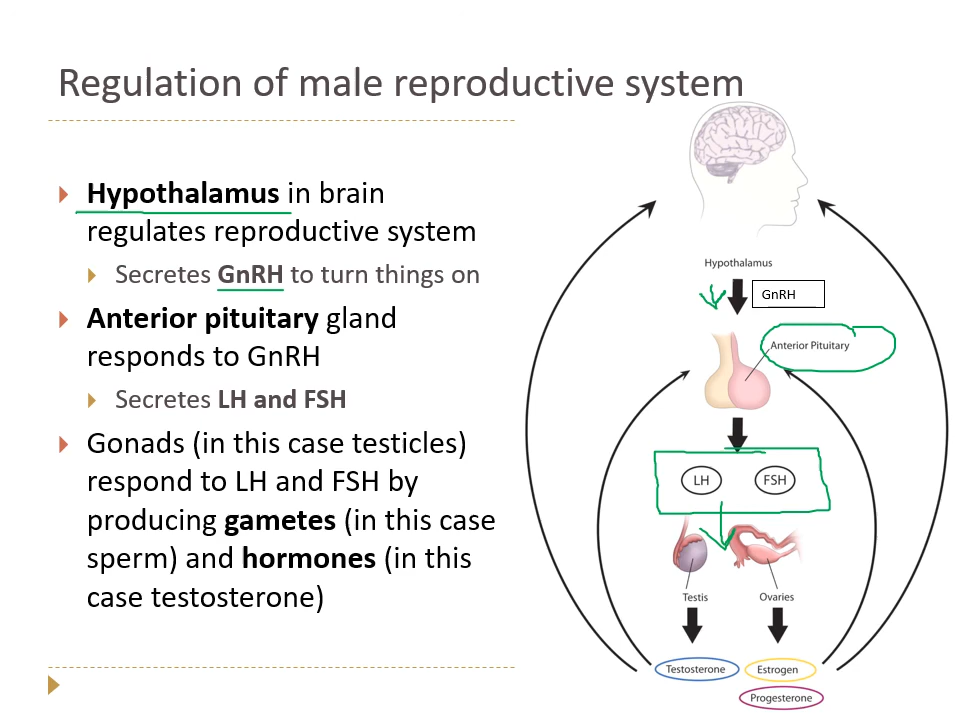 Regulation of male reproductive system
Hypothalamus in brain
regulates reproductive system
Secretes GnRH to turn things on
Anterior pituitary gland
responds to GnRH
Secretes LH and FSH
Gonads (in this case testicles)
respond to LH and FSH by
producing gametes (in this case
sperm) and hormones (in this
case testosterone)
Hypothalamus
GnRH
Anterior Pituitary
LH FSH
Testis Ovaries
Testosterone Estrogen
Progesterone